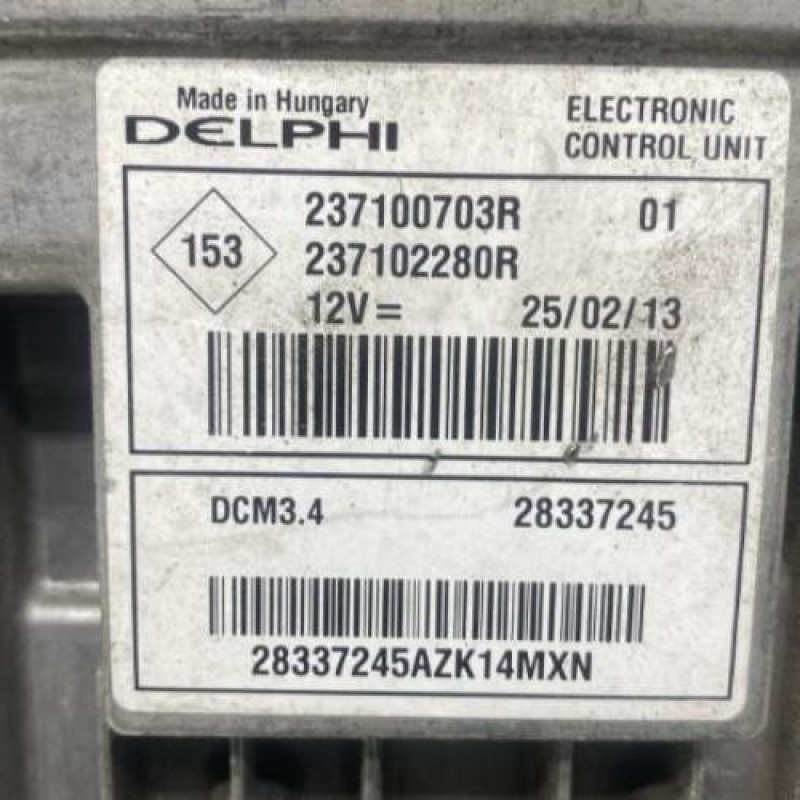 Made in Hungary
DELPHI
ELECTRONIC
CONTROL UNIT
153
237100703R 01
237102280R
12V = 25/02/13
DCM3.4 28337245
28337245AZK14MXN